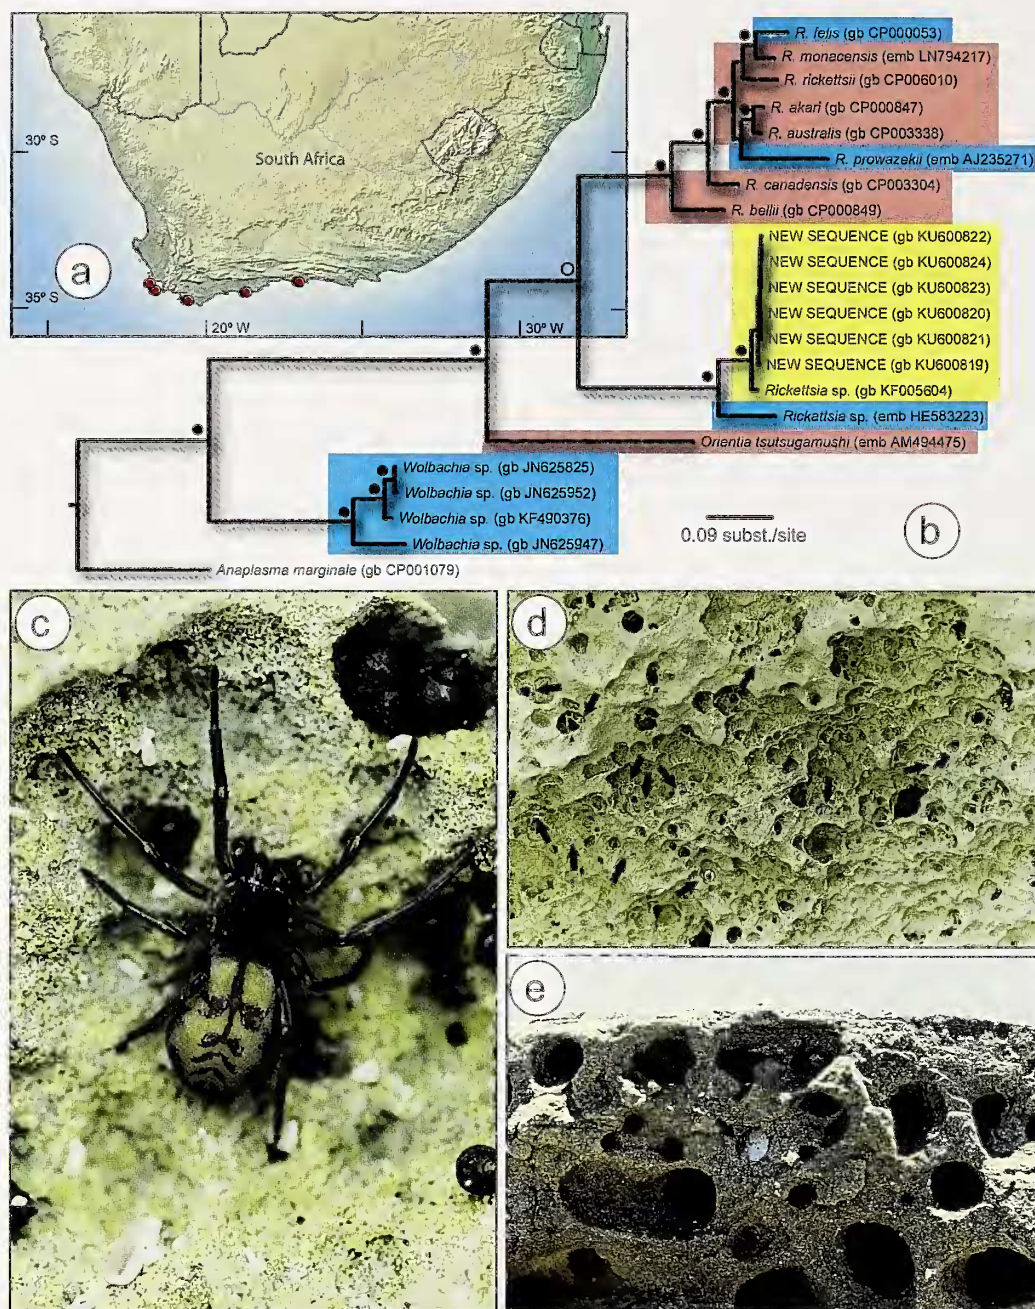 R. felis (gb CP000053)
R. monacensis (emb LN794217)
R. rickettsii (gb CP006010)
R. akari (gb CP000847)
R. australis (gb CP003338)
R. prowazekii (emb AJ235271)
R. canadensis (gb CP003304)
R. bellii (gb CP000849)
NEW SEQUENCE (gb KU600822)
NEW SEQUENCE (gb KU600824)
NEW SEQUENCE (gb KU600823)
NEW SEQUENCE (gb KU600820)
NEW SEQUENCE (gb KU600821)
NEW SEQUENCE (gb KU600819)
Rickettsia sp. (gb KF005604)
Rickettsia sp. (emb HE583223)
Orientia tsutsugamushi (emb AM494475)
Wolbachia sp. (gb JN625825)
Wolbachia sp. (gb JN625952)
Wolbachia sp. (gb KF490376)
Wolbachia sp. (gb JN625947)
Anaplasma marginale (gb CP001079)
0.09 subst./site
b
30° S
South Africa
a
35° S
20° W
30° W
c
d
e